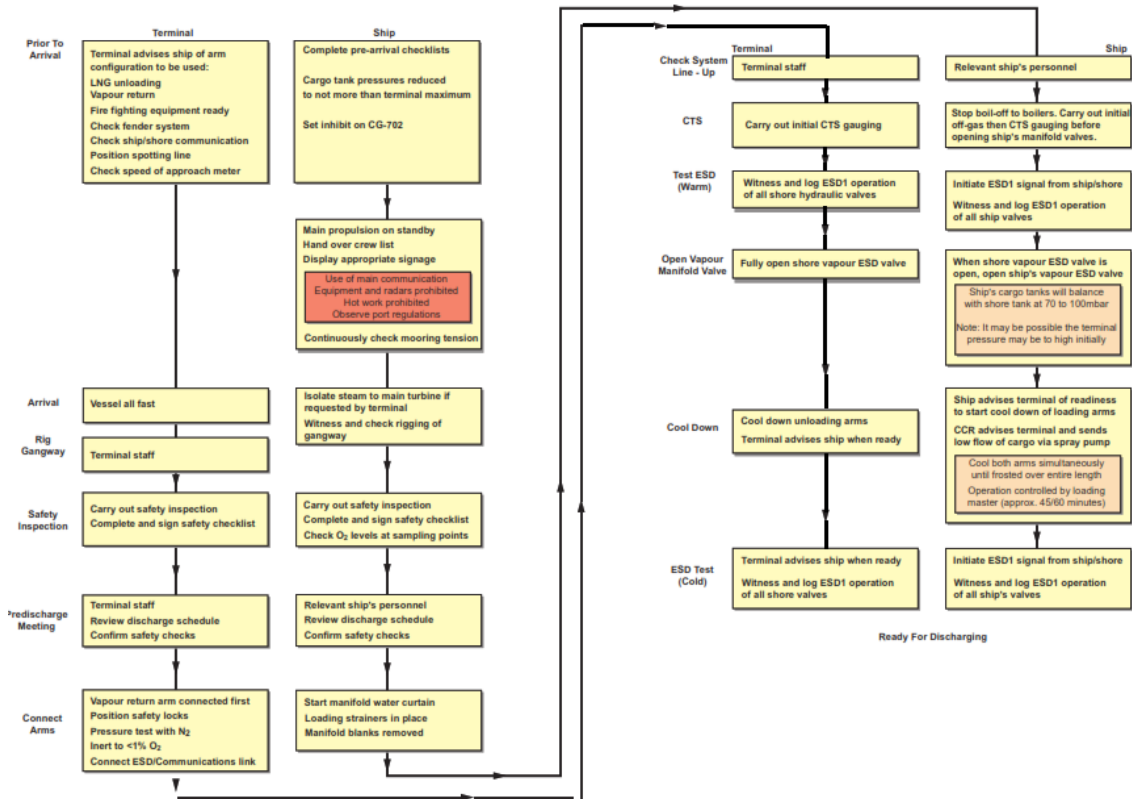 Terminal
Ship
Prior To
Arrival
Terminal advises ship of arm
configuration to be used:
LNG unloading
Vapour return
Fire fighting equipment ready
Check fender system
Check ship/shore communication
Position spotting line
Check speed of approach meter
Complete pre-arrival checklists
Cargo tank pressures reduced
to not more than terminal maximum
Set inhibit on CG-702
Main propulsion on standby
Hand over crew list
Display appropriate signage
Use of main communication
Equipment and radars prohibited
Hot work prohibited
Observe port regulations
Continuously check mooring tension
Arrival
Vessel all fast
Isolate steam to main turbine if
requested by terminal
Witness and check rigging of
gangway
Rig
Gangway
Terminal staff
Safety
Inspection
Carry out safety inspection
Complete and sign safety checklist
Carry out safety inspection
Complete and sign safety checklist
Check O2 levels at sampling points
Predischarge
Meeting
Terminal staff
Review discharge schedule
Confirm safety checks
Relevant ship's personnel
Review discharge schedule
Confirm safety checks
Connect
Arms
Vapour return arm connected first
Position safety locks
Pressure test with N2
Inert to <1% O2
Connect ESD/Communications link
Start manifold water curtain
Loading strainers in place
Manifold blanks removed
Terminal
Ship
Check System
Line - Up
Terminal staff
Relevant ship's personnel
CTS
Carry out initial CTS gauging
Stop boil-off to boilers. Carry out initial
off-gas then CTS gauging before
opening ship's manifold valves.
Test ESD
(Warm)
Witness and log ESD1 operation
of all shore hydraulic valves
Initiate ESD1 signal from ship/shore
Witness and log ESD1 operation
of all ship valves
Open Vapour
Manifold Valve
Fully open shore vapour ESD valve
When shore vapour ESD valve is
open, open ship's vapour ESD valve
Ship's cargo tanks will balance
with shore tank at 70 to 100mbar
Note: It may be possible the terminal
pressure may be to high initially
Cool Down
Cool down unloading arms
Terminal advises ship when ready
Ship advises terminal of readiness
to start cool down of loading arms
CCR advises terminal and sends
low flow of cargo via spray pump
Cool both arms simultaneously
until frosted over entire length
Operation controlled by loading
master (approx. 45/60 minutes)
ESD Test
(Cold)
Terminal advises ship when ready
Witness and log ESD1 operation
of all shore valves
Initiate ESD1 signal from ship/shore
Witness and log ESD1 operation
of all ship's valves
Ready For Discharging